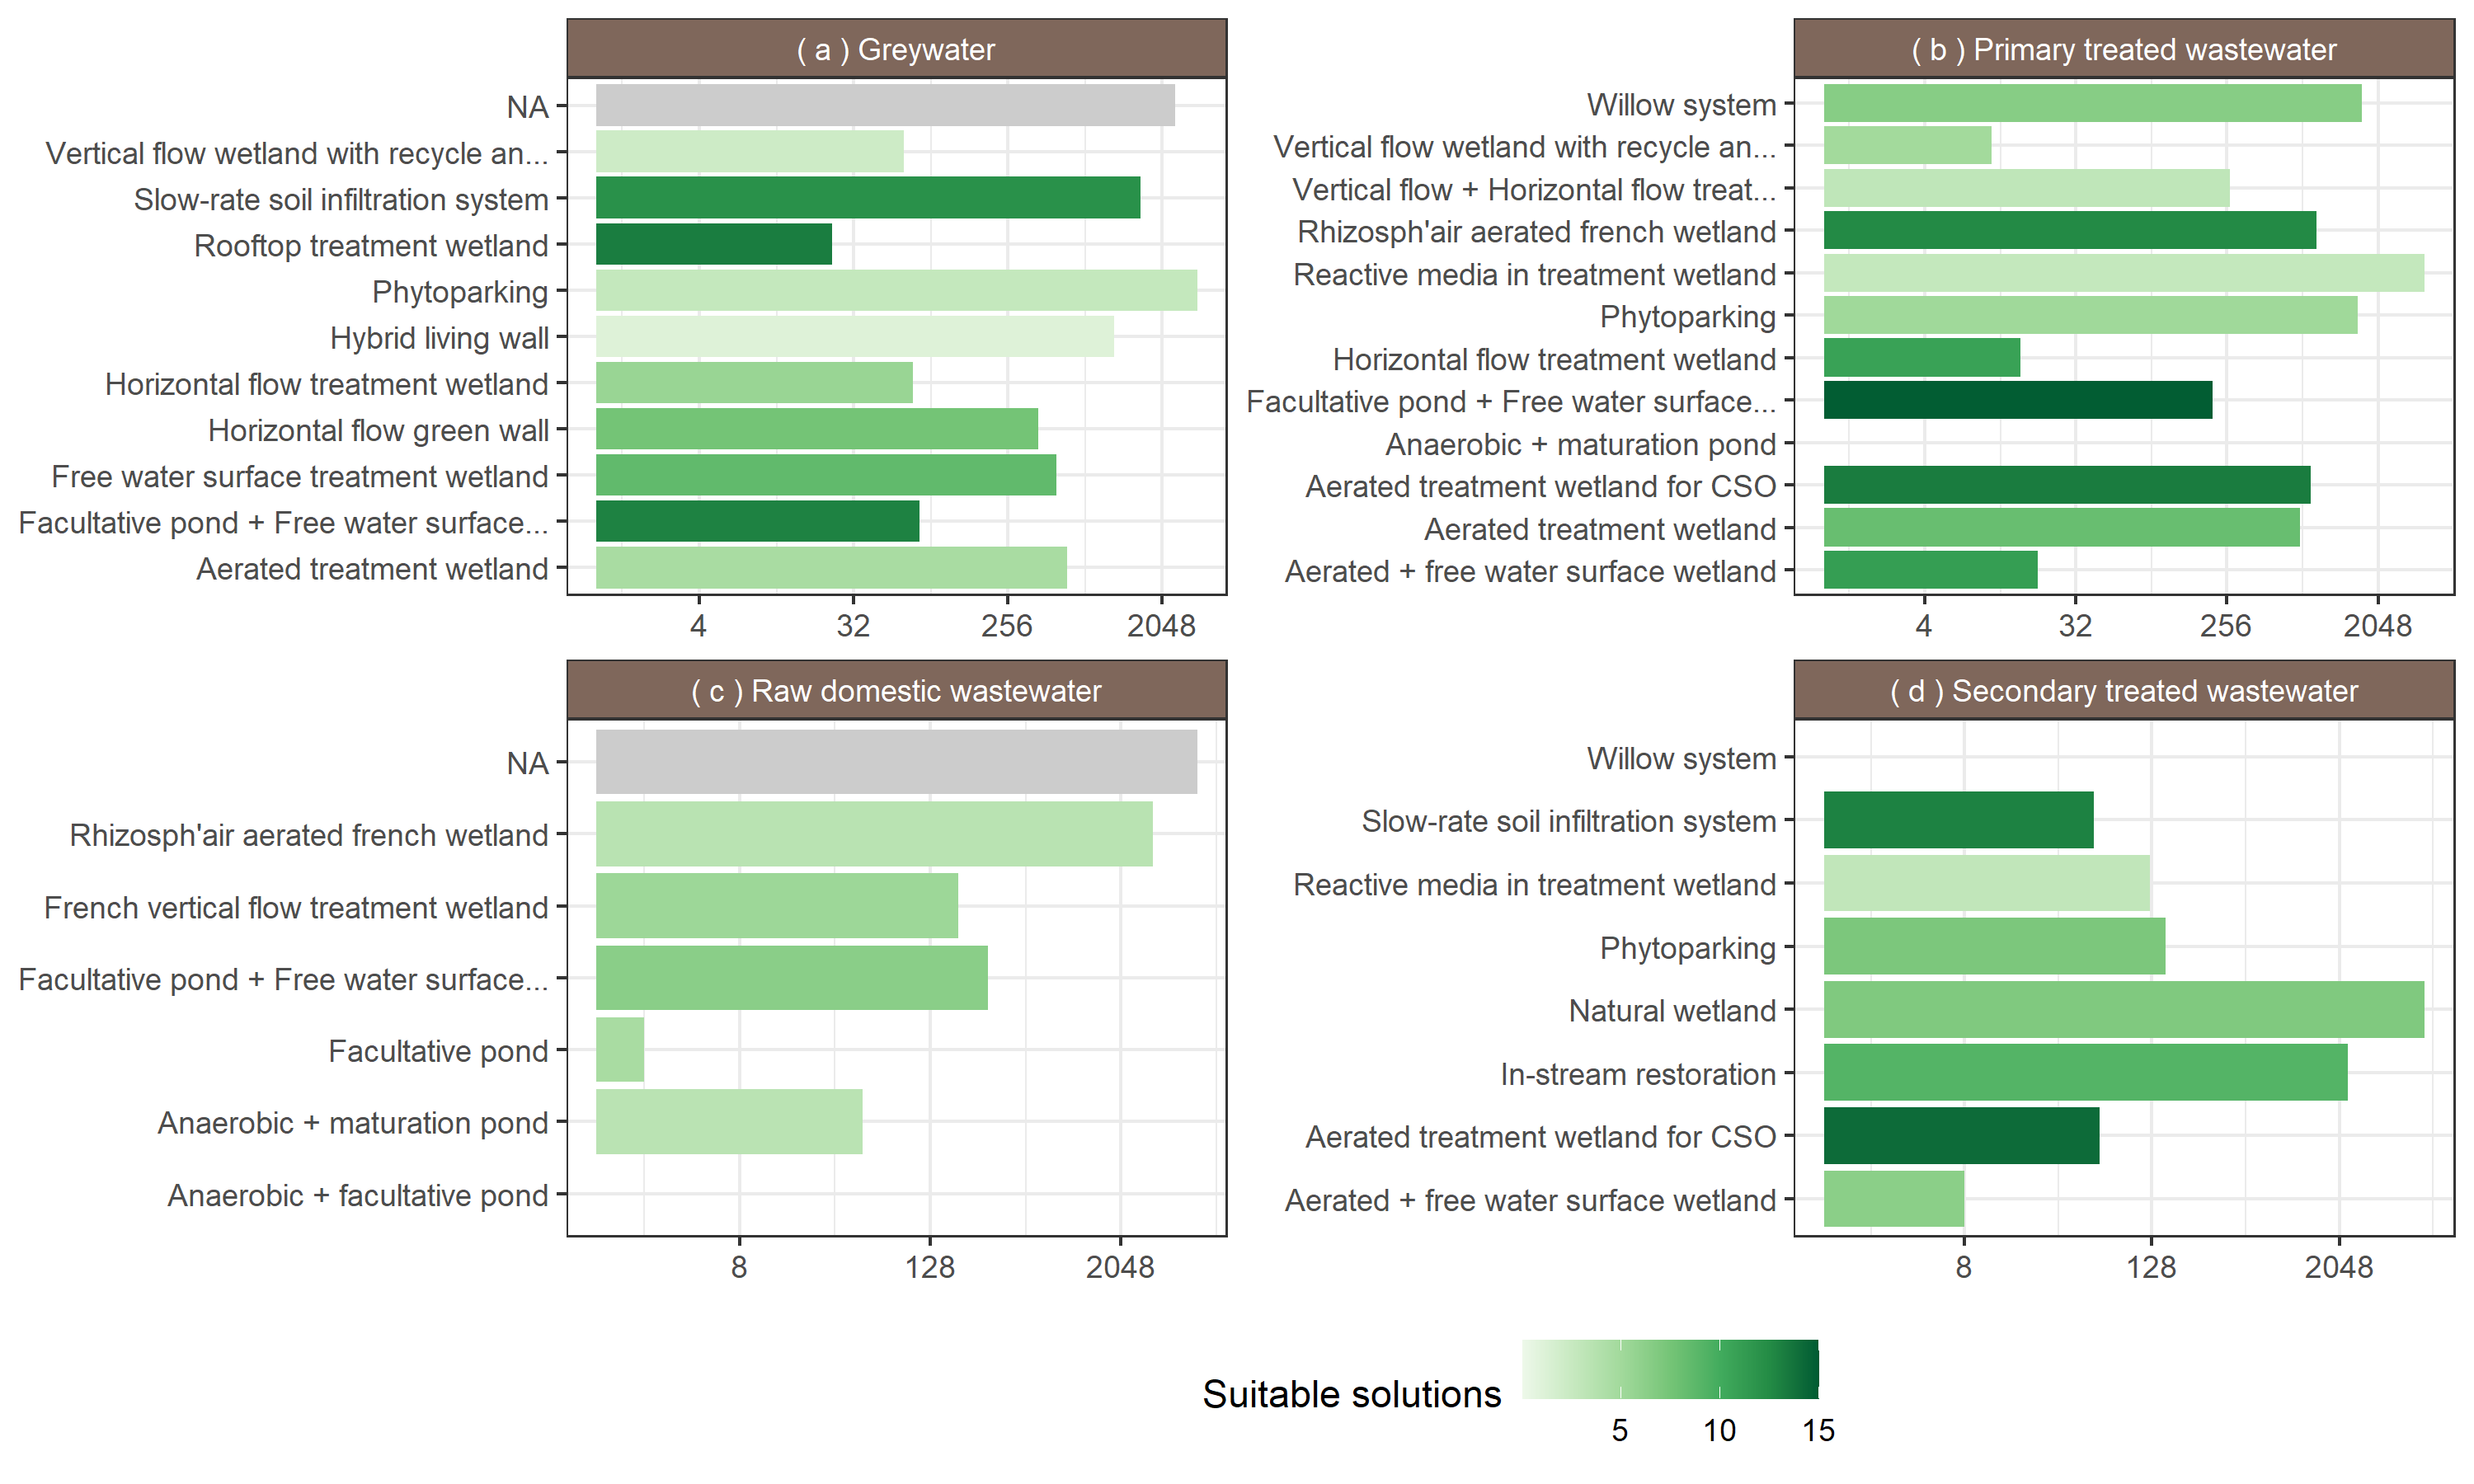 ( a ) Greywater
NA
Vertical flow wetland with recycle an...
Slow-rate soil infiltration system
Rooftop treatment wetland
Phytoparking
Hybrid living wall
Horizontal flow treatment wetland
Horizontal flow green wall
Free water surface treatment wetland
Facultative pond + Free water surface...
Aerated treatment wetland
4 32 256 2048
( b ) Primary treated wastewater
Willow system
Vertical flow wetland with recycle an...
Vertical flow + Horizontal flow treat...
Rhizosph'air aerated french wetland
Reactive media in treatment wetland
Phytoparking
Horizontal flow treatment wetland
Facultative pond + Free water surface...
Anaerobic + maturation pond
Aerated treatment wetland for CSO
Aerated treatment wetland
Aerated + free water surface wetland
4 32 256 2048
( c ) Raw domestic wastewater
NA
Rhizosph'air aerated french wetland
French vertical flow treatment wetland
Facultative pond + Free water surface...
Facultative pond
Anaerobic + maturation pond
Anaerobic + facultative pond
8 128 2048
( d ) Secondary treated wastewater
Willow system
Slow-rate soil infiltration system
Reactive media in treatment wetland
Phytoparking
Natural wetland
In-stream restoration
Aerated treatment wetland for CSO
Aerated + free water surface wetland
8 128 2048
Suitable solutions
5 10 15